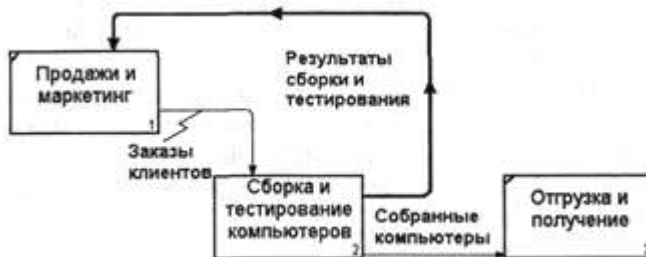 Продажи и
маркетинг
1
Результаты
сборки и
тестирования
Заказы
клиентов
Сборка и
тестирование
компьютеров
2
Собранные
компьютеры
Отгрузка и
получение